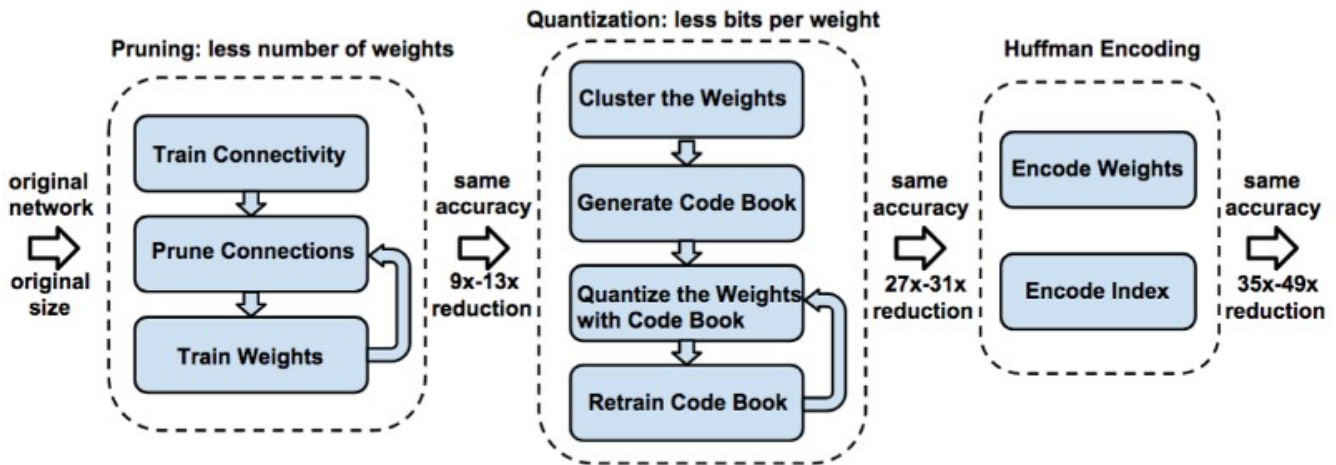 Pruning: less number of weights
Train Connectivity
Prune Connections
Train Weights
original
network
original
size
same
accuracy
9x-13x
reduction
Quantization: less bits per weight
Cluster the Weights
Generate Code Book
Quantize the Weights
with Code Book
Retrain Code Book
same
accuracy
27x-31x
reduction
Huffman Encoding
Encode Weights
Encode Index
same
accuracy
35x-49x
reduction